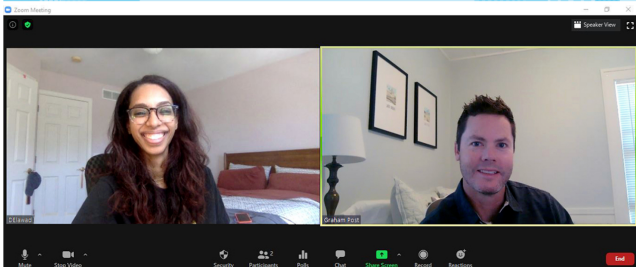 Zoom Meeting
Speaker View
DElawad
Graham Post
Mute
Stop Video
Security
Participants
2
Polls
Chat
Share Screen
Record
Reactions
End